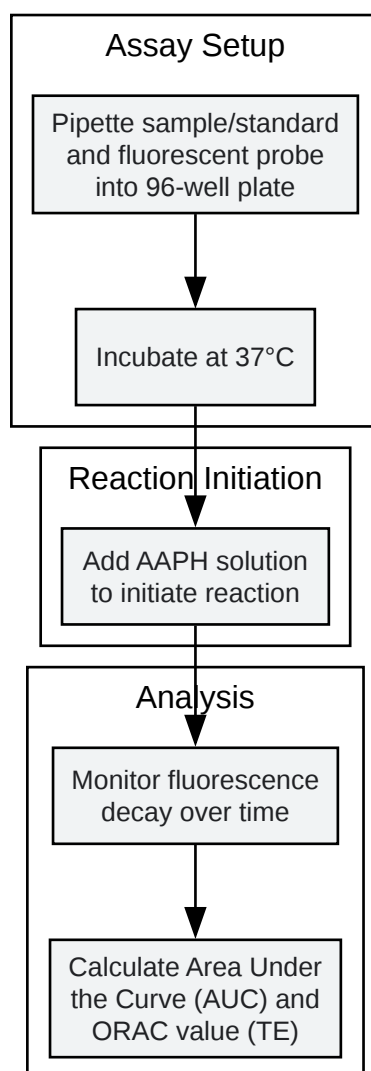 Assay Setup
Pipette sample/standard
and fluorescent probe
into 96-well plate
Incubate at 37°C
Reaction Initiation
Add AAPH solution
to initiate reaction
Analysis
Monitor fluorescence
decay over time
Calculate Area Under
the Curve (AUC) and
ORAC value (TE)